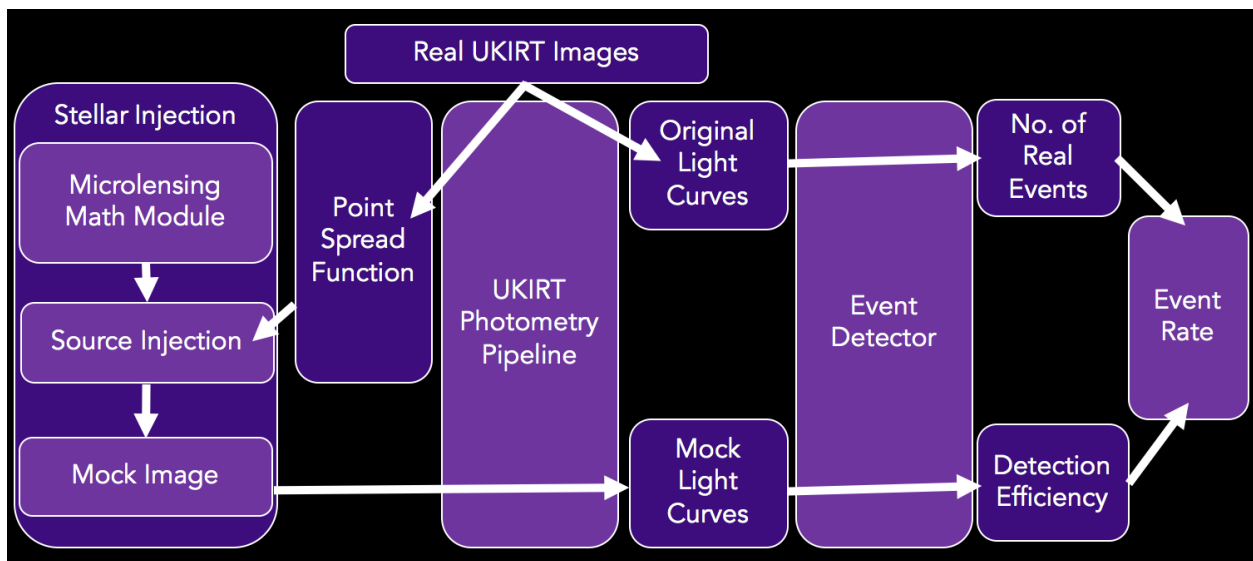 Real UKIRT Images
Stellar Injection
Microlensing
Math Module
Source Injection
Mock Image
Point
Spread
Function
UKIRT
Photometry
Pipeline
Original
Light
Curves
Mock
Light
Curves
Event
Detector
No. of
Real
Events
Detection
Efficiency
Event
Rate